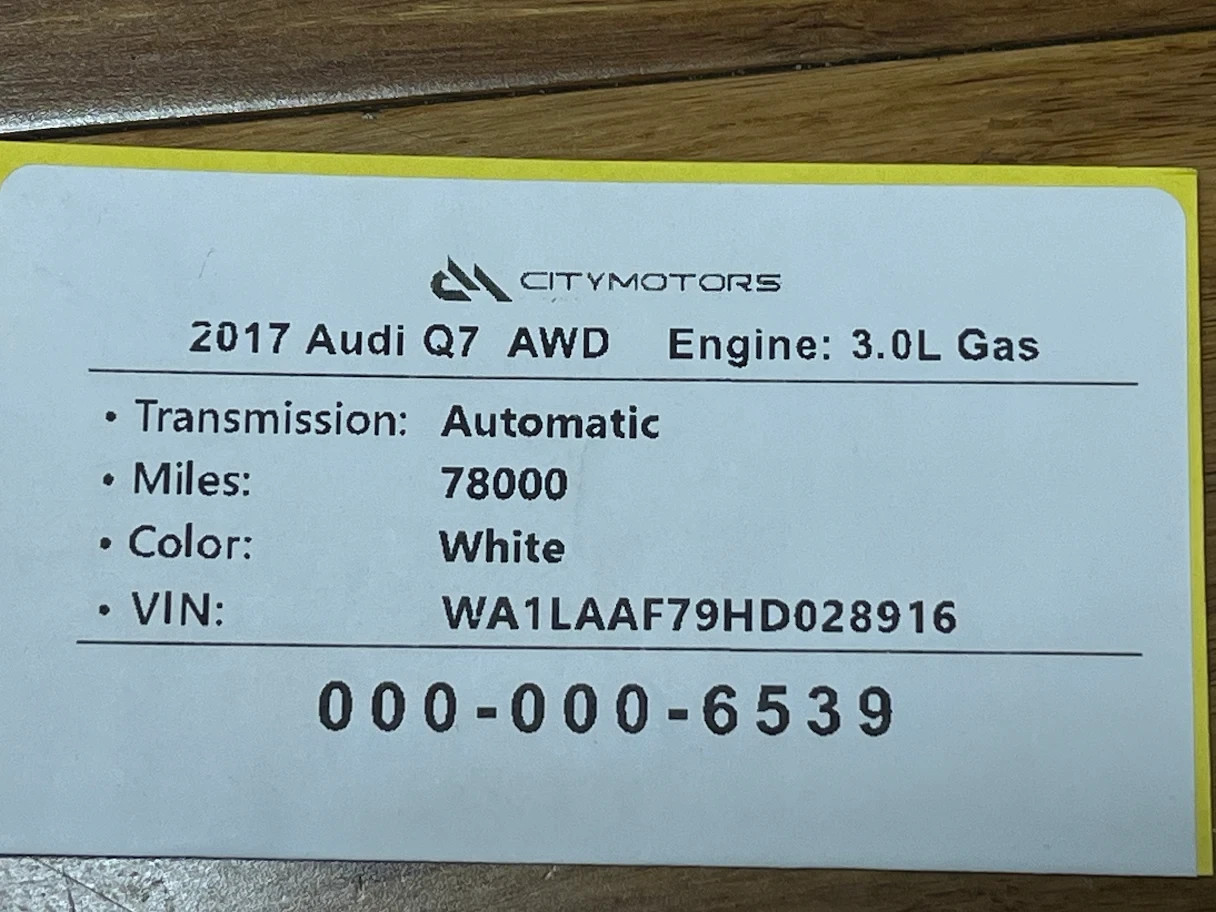 CITYMOTORS
2017 Audi Q7 AWD Engine: 3.0L Gas
• Transmission: Automatic
• Miles: 78000
• Color: White
• VIN: WA1LAAF79HD028916
000-000-6539